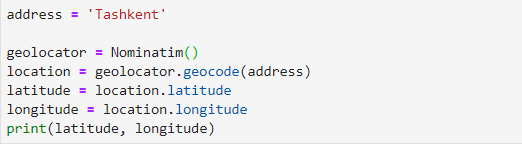 address = 'Tashkent'
geolocator = Nominatim()
location = geolocator.geocode(address)
latitude = location.latitude
longitude = location.longitude
print(latitude, longitude)